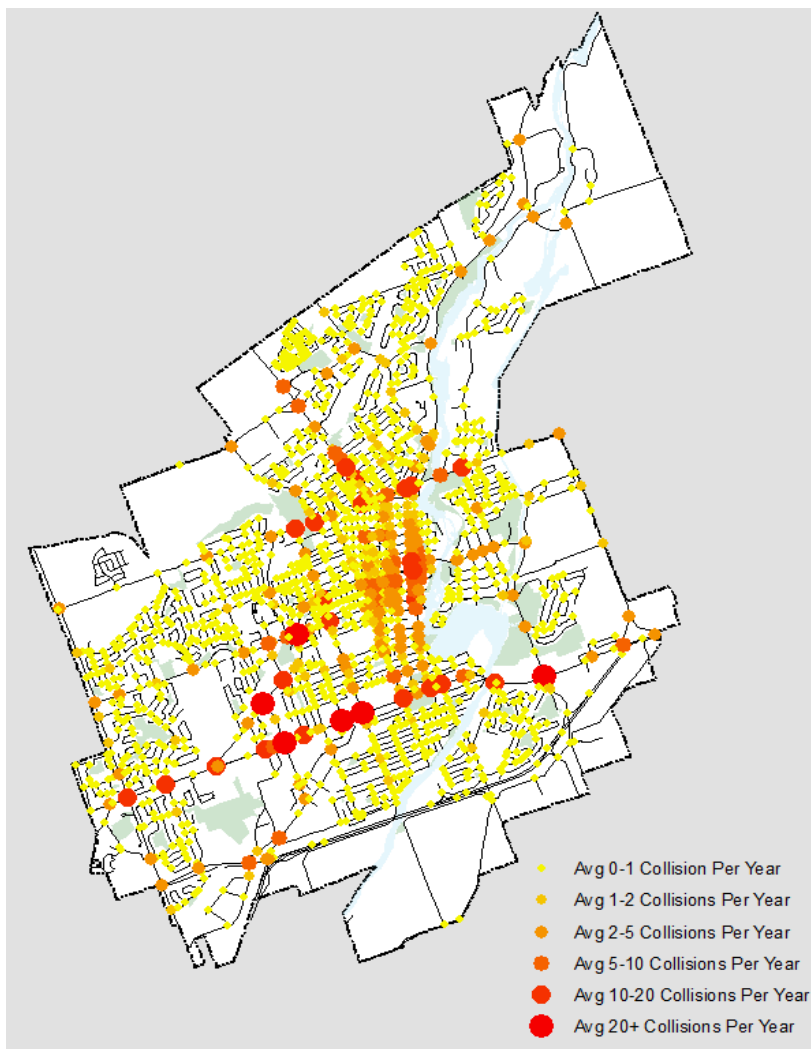 Avg 0-1 Collision Per Year
Avg 1-2 Collisions Per Year
Avg 2-5 Collisions Per Year
Avg 5-10 Collisions Per Year
Avg 10-20 Collisions Per Year
Avg 20+ Collisions Per Year